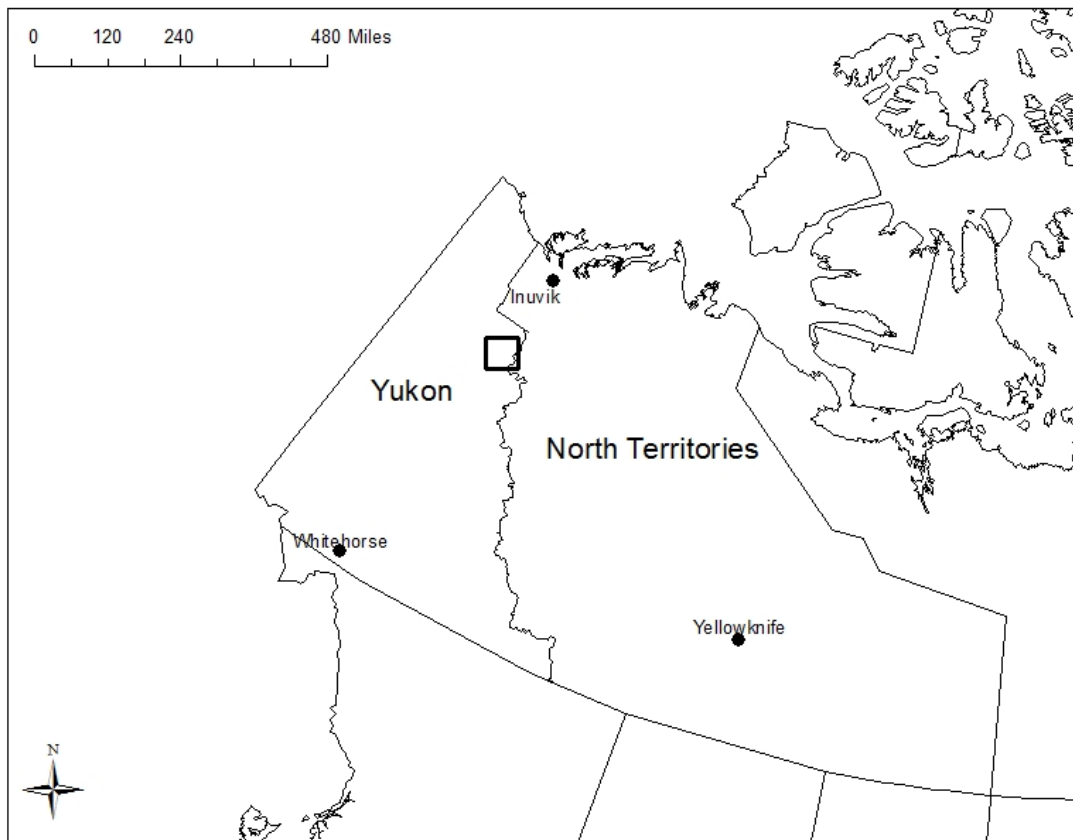 0 120 240 480 Miles
Inuvik
Yukon
North Territories
Whitehorse
Yellowknife
N